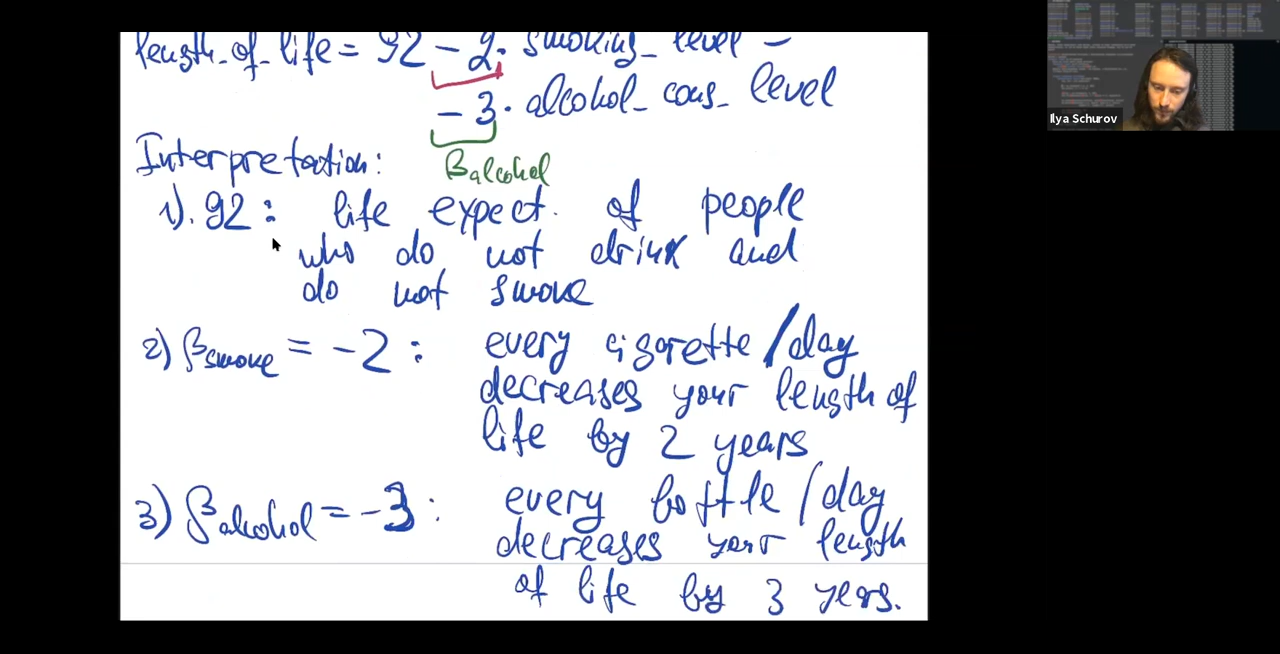 length_of_life = 92 - 2. smoking_level -
- 3. alcohol_cons_level
Interpretation:
βalcohol
1). 92: life expect. of people
who do not drink and
do not smoke
2) βsmoke = -2: every cigarette/day
decreases your length of
life by 2 years
3) βalcohol = -3: every bottle/day
decreases your length
of life by 3 yers.
Ilya Schurov